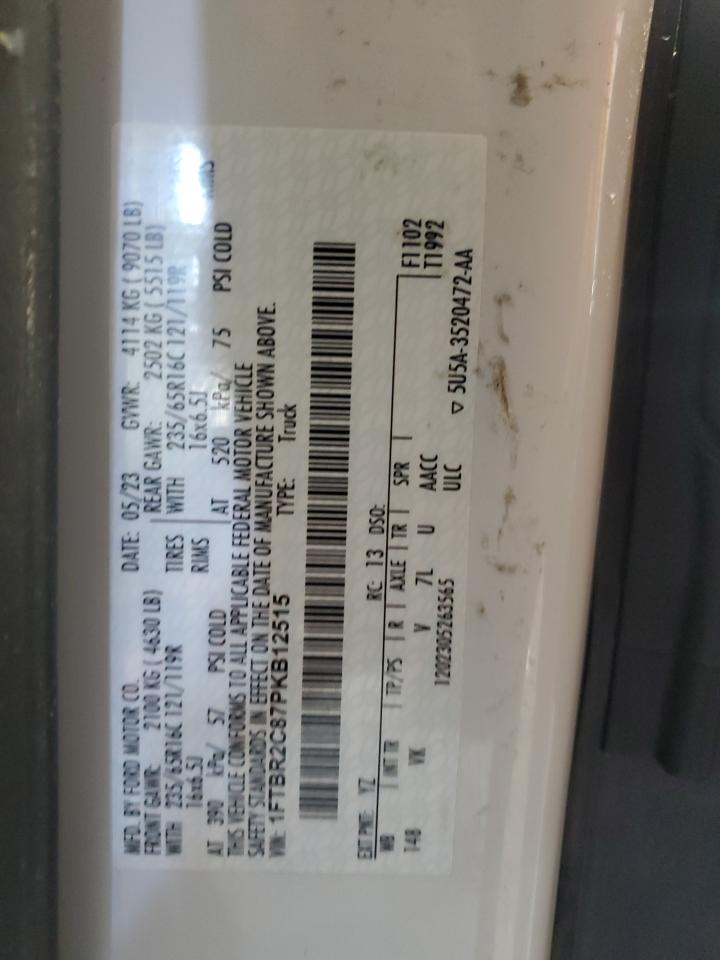 MFD. BY FORD MOTOR CO. DATE: 05/23 GVWR: 4114 KG ( 9070 LB)
FRONT GAWR: 2100 KG ( 4630 LB) REAR GAWR: 2502 KG ( 5515 LB)
WITH 235/65R16C 121/119R TIRES WITH 235/65R16C 121/119R
16x6.5J RIMS 16x6.5J
AT 390 kPa/ 57 PSI COLD AT 520 kPa/ 75 PSI COLD
THIS VEHICLE CONFORMS TO ALL APPLICABLE FEDERAL MOTOR VEHICLE
SAFETY STANDARDS IN EFFECT ON THE DATE OF MANUFACTURE SHOWN ABOVE.
VIN: 1FTBR2C87PKB12515 TYPE: Truck
EXT PNT: YZ RC: 13 DSO:
WB INT TR TP/PS R AXLE TR SPR F1102
148 VK V 7L U AACC T1992
1202305263565 ULC
▽ 5U5A-3520472-AA